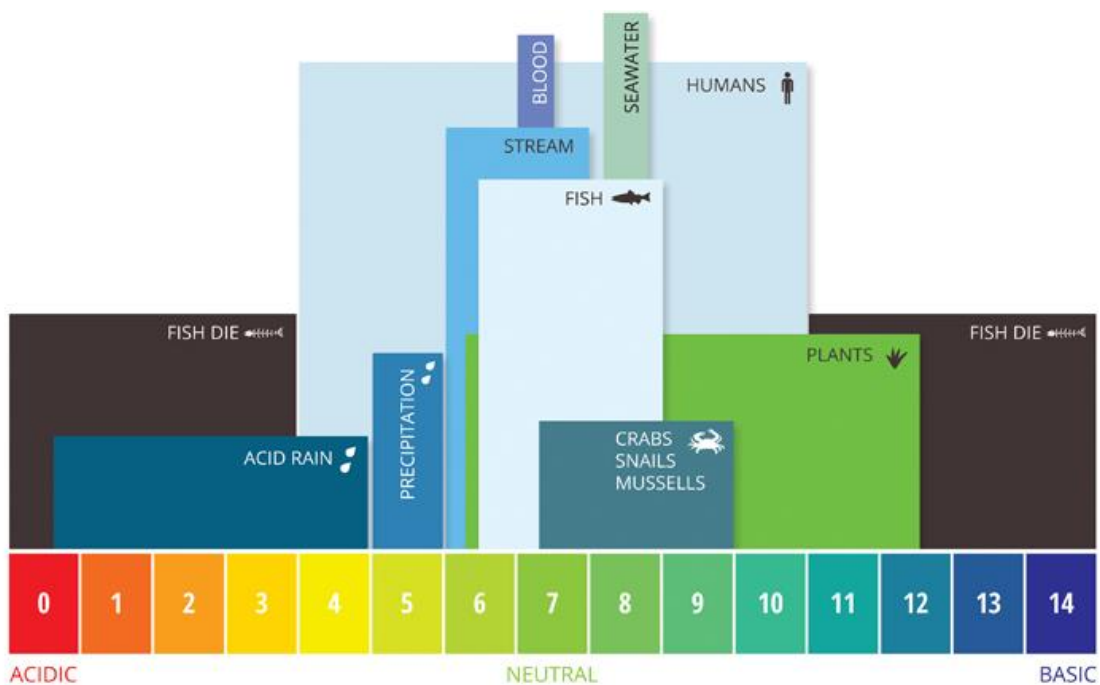 BLOOD
SEAWATER
HUMANS
STREAM
FISH
FISH DIE
FISH DIE
PLANTS
PRECIPITATION
ACID RAIN
CRABS
SNAILS
MUSSELLS
0 1 2 3 4 5 6 7 8 9 10 11 12 13 14
ACIDIC NEUTRAL BASIC